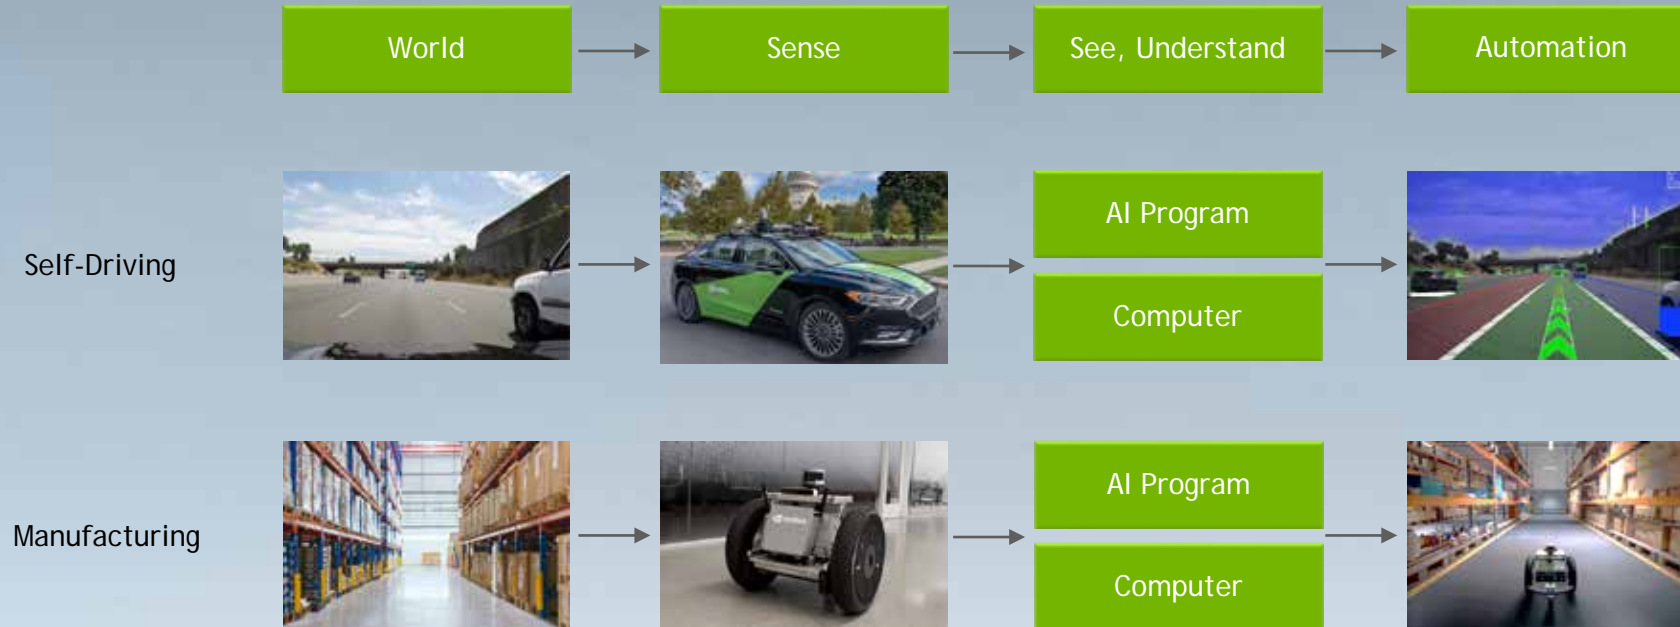 World
Sense
See, Understand
Automation
Self-Driving
AI Program
Computer
Manufacturing
AI Program
Computer